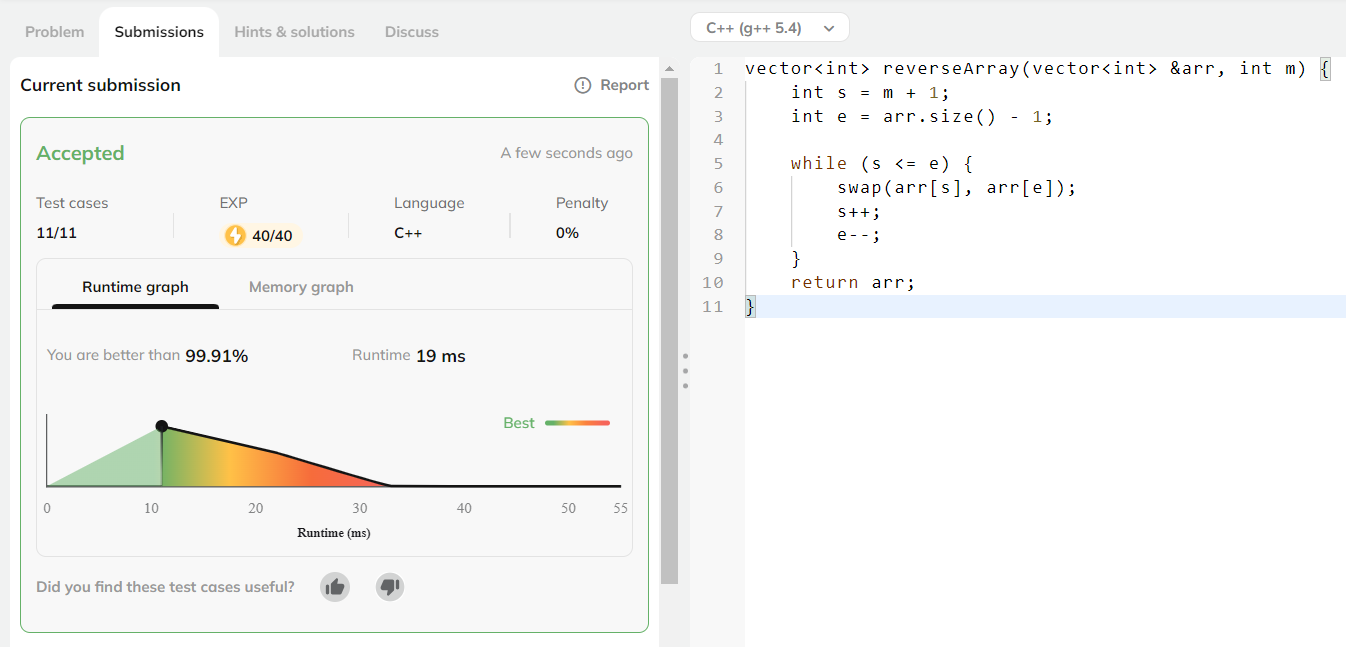 Problem
Submissions
Hints & solutions
Discuss
Current submission
Report
Accepted
A few seconds ago
Test cases
EXP
Language
Penalty
11/11
40/40
C++
0%
Runtime graph
Memory graph
You are better than 99.91%
Runtime 19 ms
Best
0 10 20 30 40 50 55
Runtime (ms)
Did you find these test cases useful?
C++ (g++ 5.4)
1 vector<int> reverseArray(vector<int> &arr, int m) {
2     int s = m + 1;
3     int e = arr.size() - 1;
4
5     while (s <= e) {
6         swap(arr[s], arr[e]);
7         s++;
8         e--;
9     }
10     return arr;
11 }